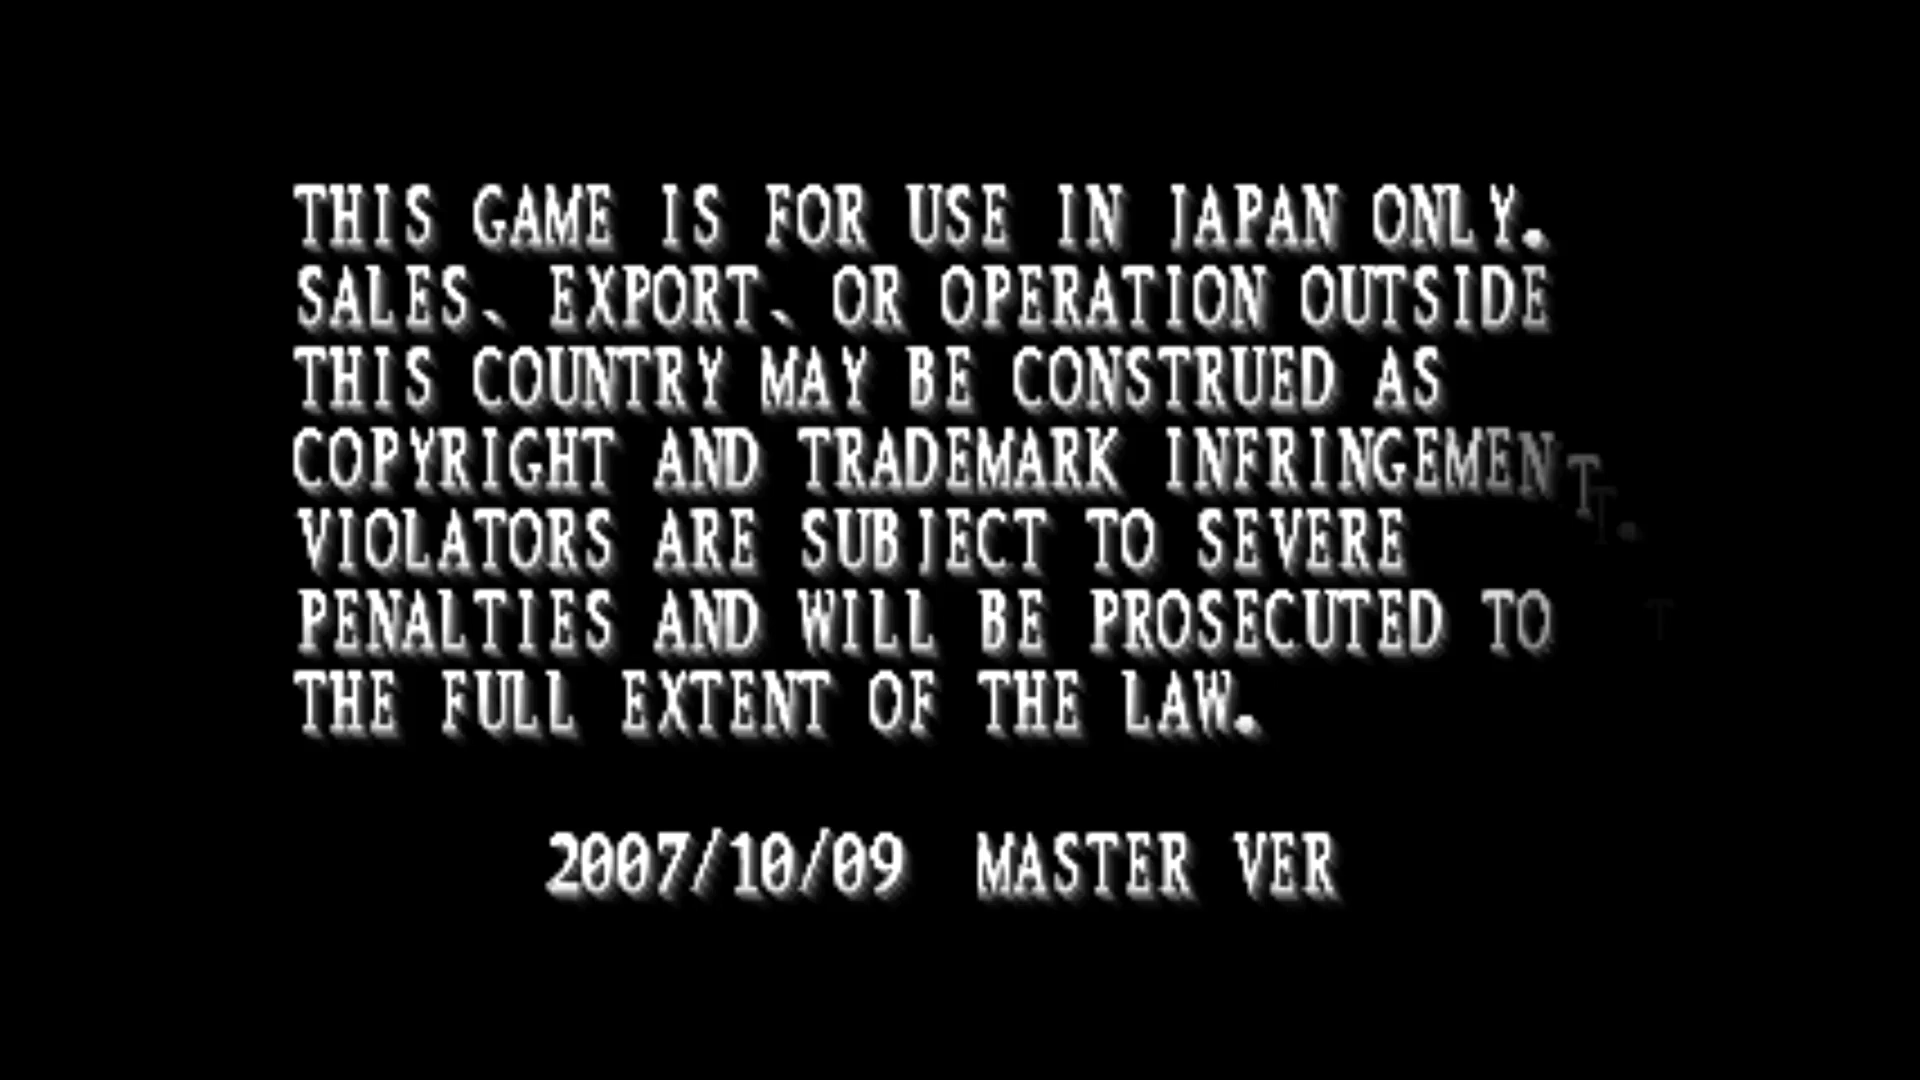 THIS GAME IS FOR USE IN JAPAN ONLY.
SALES、EXPORT、OR OPERATION OUTSIDE
THIS COUNTRY MAY BE CONSTRUED AS
COPYRIGHT AND TRADEMARK INFRINGEMENT.
VIOLATORS ARE SUBJECT TO SEVERE
PENALTIES AND WILL BE PROSECUTED TO
THE FULL EXTENT OF THE LAW.
2007/10/09 MASTER VER